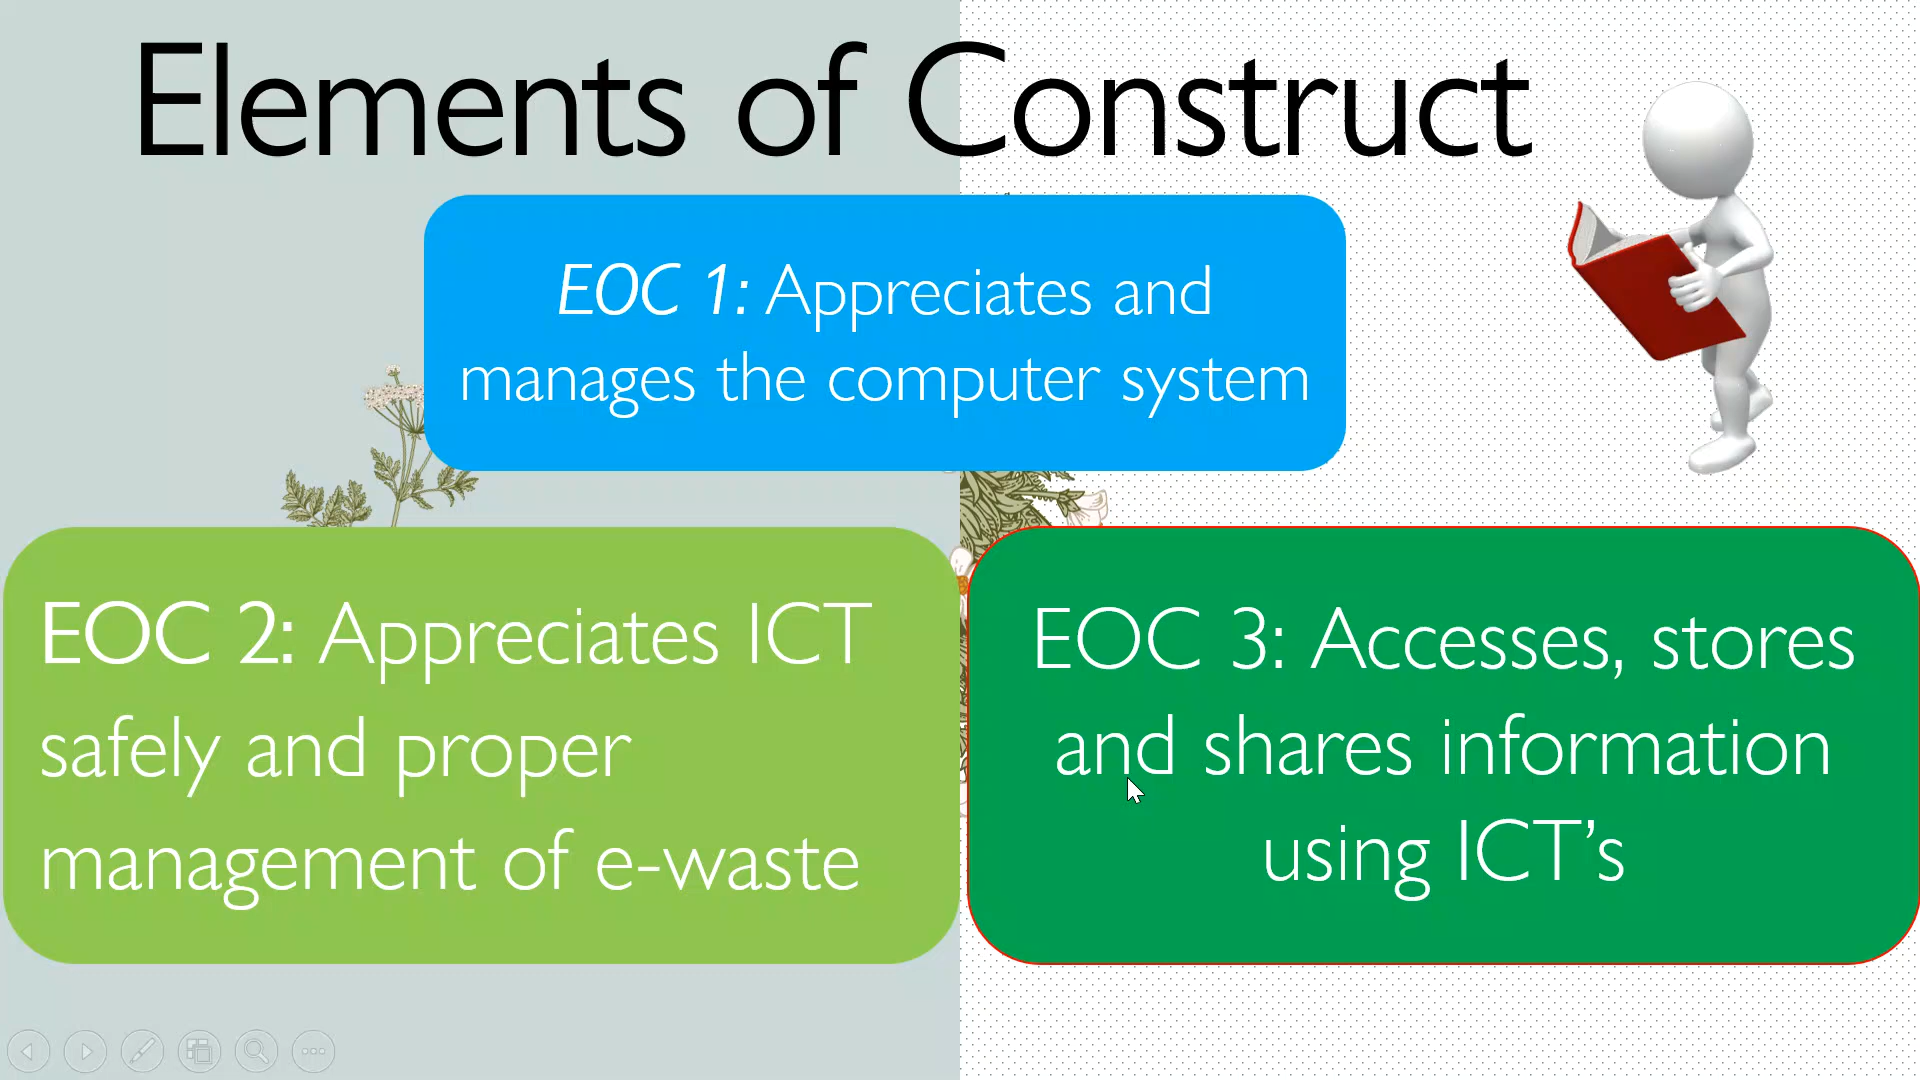 Elements of Construct
EOC 1: Appreciates and
manages the computer system
EOC 2: Appreciates ICT
safely and proper
management of e-waste
EOC 3: Accesses, stores
and shares information
using ICT’s